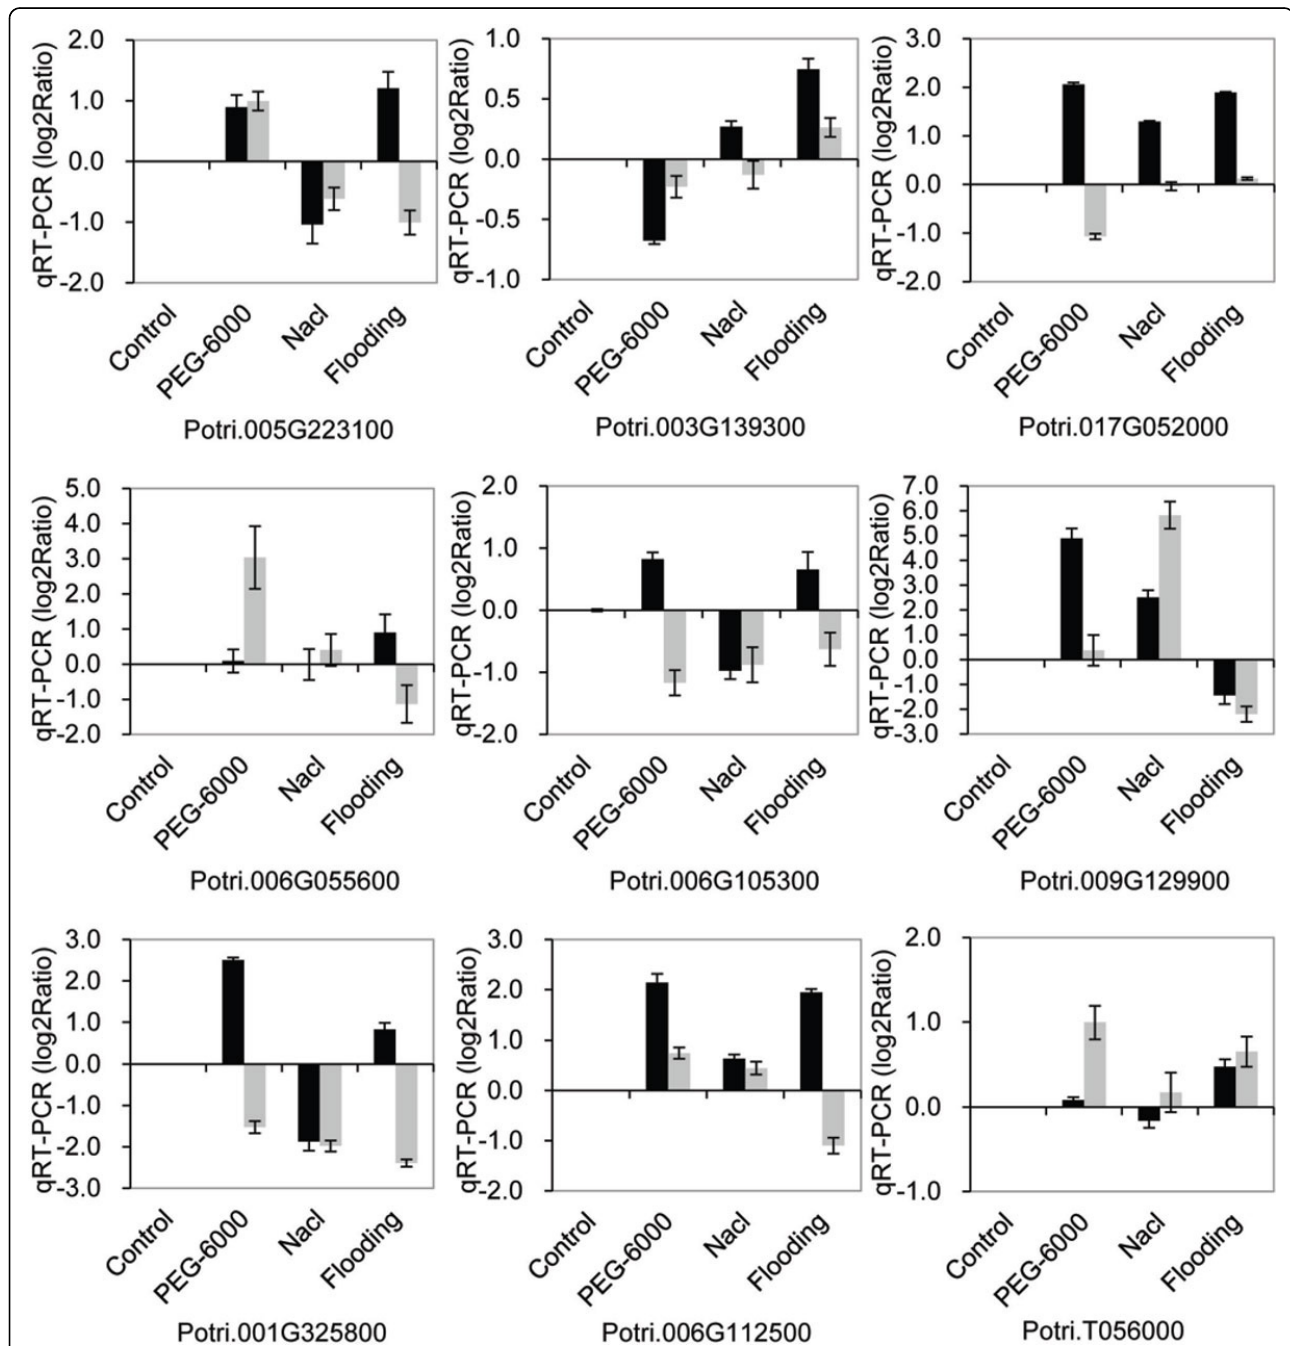 qRT-PCR (log2Ratio)
2.0
1.0
0.0
-1.0
-2.0
Control
PEG-6000
Nacl
Flooding
Potri.005G223100
qRT-PCR (log2Ratio)
1.0
0.5
0.0
-0.5
-1.0
Control
PEG-6000
Nacl
Flooding
Potri.003G139300
qRT-PCR (log2Ratio)
3.0
2.0
1.0
0.0
-1.0
-2.0
Control
PEG-6000
Nacl
Flooding
Potri.017G052000
qRT-PCR (log2Ratio)
5.0
4.0
3.0
2.0
1.0
0.0
-1.0
-2.0
Control
PEG-6000
Nacl
Flooding
Potri.006G055600
qRT-PCR (log2Ratio)
2.0
1.0
0.0
-1.0
-2.0
Control
PEG-6000
Nacl
Flooding
Potri.006G105300
qRT-PCR (log2Ratio)
7.0
6.0
5.0
4.0
3.0
2.0
1.0
0.0
-1.0
-2.0
-3.0
Control
PEG-6000
Nacl
Flooding
Potri.009G129900
qRT-PCR (log2Ratio)
3.0
2.0
1.0
0.0
-1.0
-2.0
-3.0
Control
PEG-6000
Nacl
Flooding
Potri.001G325800
qRT-PCR (log2Ratio)
3.0
2.0
1.0
0.0
-1.0
-2.0
Control
PEG-6000
Nacl
Flooding
Potri.006G112500
qRT-PCR (log2Ratio)
2.0
1.0
0.0
-1.0
Control
PEG-6000
Nacl
Flooding
Potri.T056000